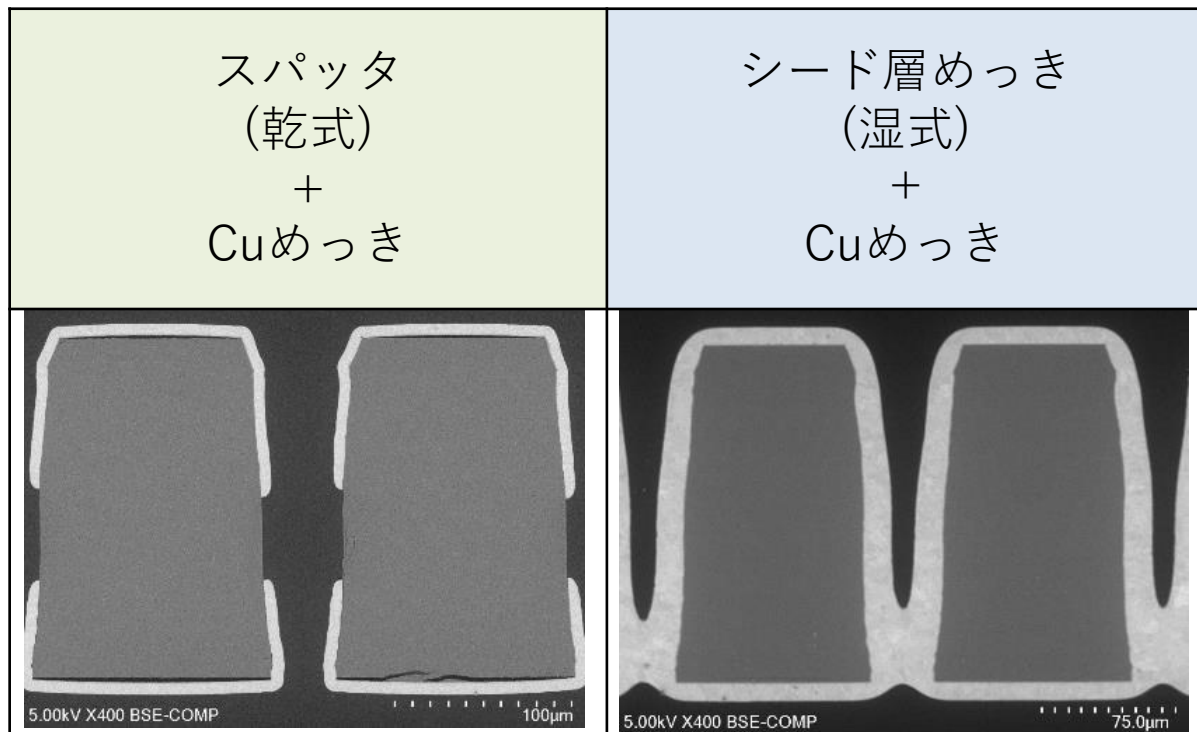 スパッタ
(乾式)
+
Cuめっき
シード層めっき
(湿式)
+
Cuめっき
5.00kV X400 BSE-COMP
100µm
5.00kV X400 BSE-COMP
75.0µm